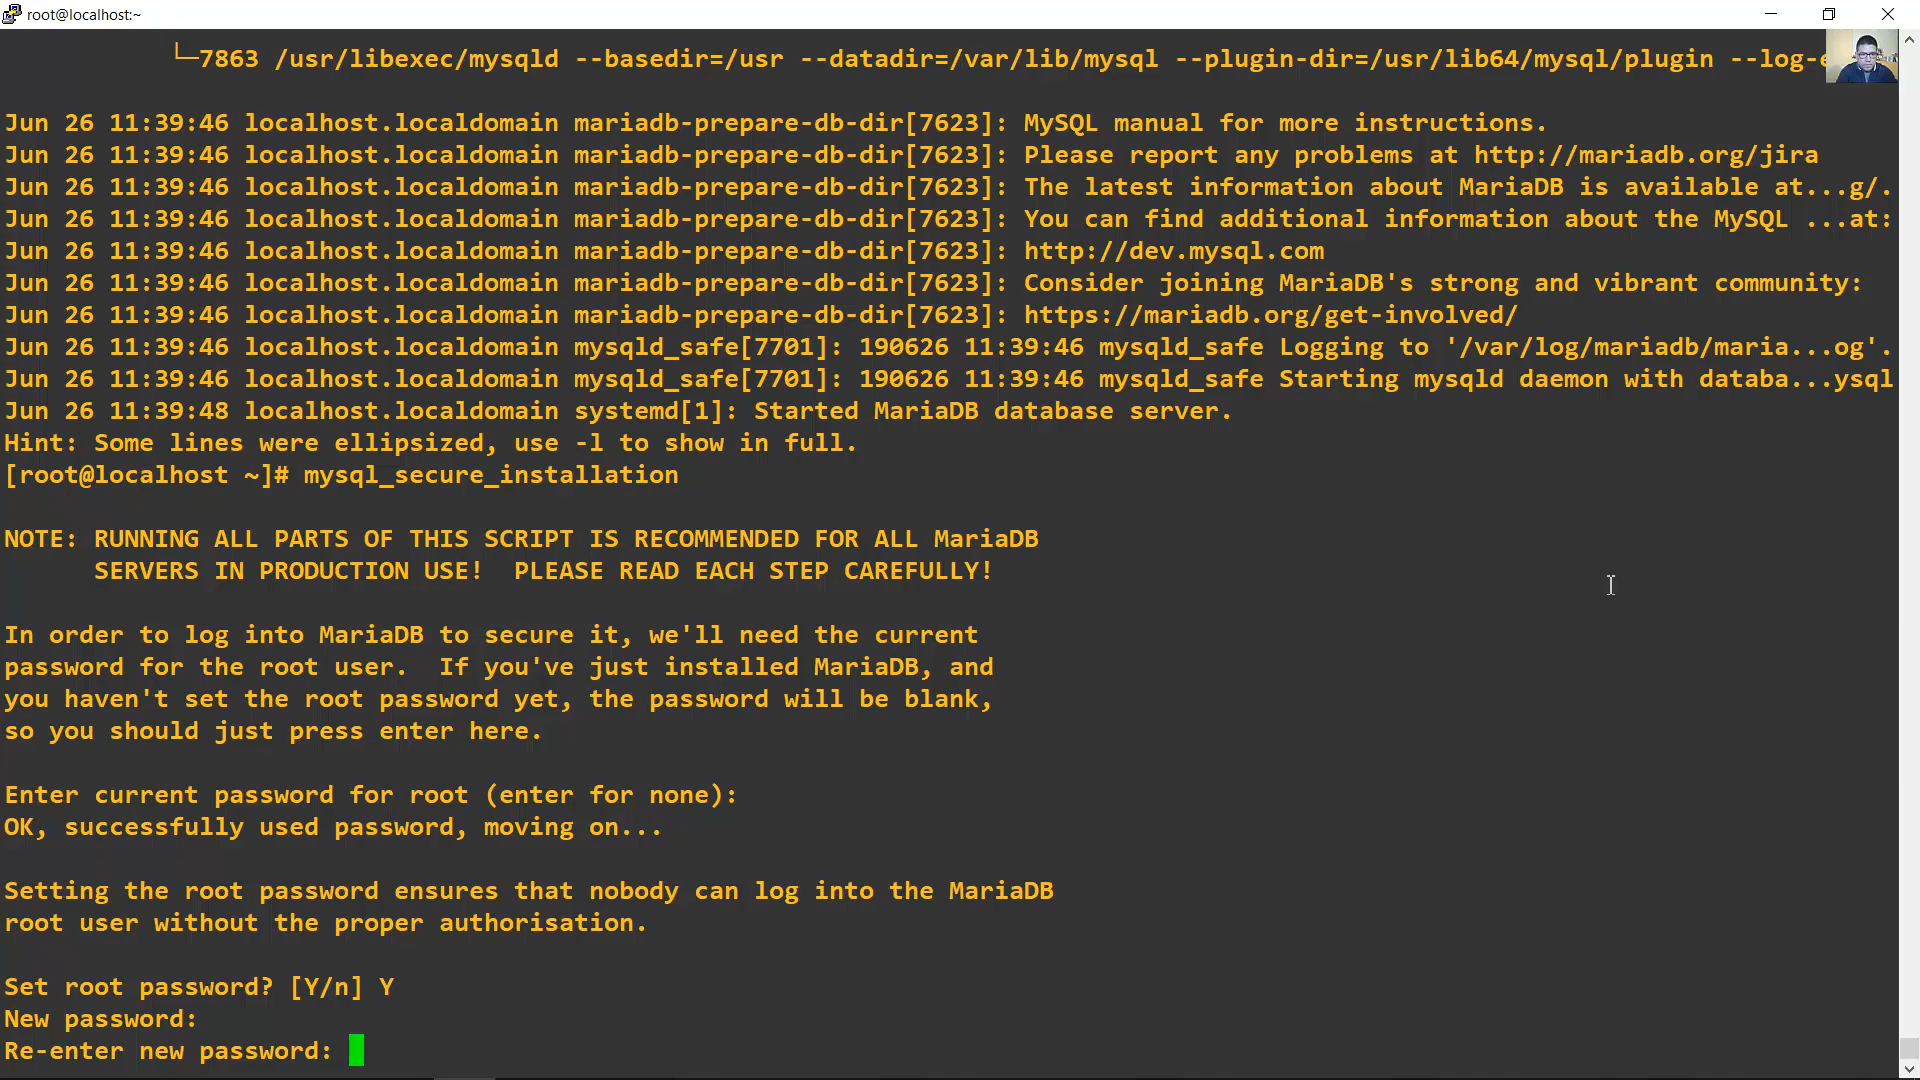 root@localhost:~
└─7863 /usr/libexec/mysqld --basedir=/usr --datadir=/var/lib/mysql --plugin-dir=/usr/lib64/mysql/plugin --log-e
Jun 26 11:39:46 localhost.localdomain mariadb-prepare-db-dir[7623]: MySQL manual for more instructions.
Jun 26 11:39:46 localhost.localdomain mariadb-prepare-db-dir[7623]: Please report any problems at http://mariadb.org/jira
Jun 26 11:39:46 localhost.localdomain mariadb-prepare-db-dir[7623]: The latest information about MariaDB is available at...g/.
Jun 26 11:39:46 localhost.localdomain mariadb-prepare-db-dir[7623]: You can find additional information about the MySQL ...at:
Jun 26 11:39:46 localhost.localdomain mariadb-prepare-db-dir[7623]: http://dev.mysql.com
Jun 26 11:39:46 localhost.localdomain mariadb-prepare-db-dir[7623]: Consider joining MariaDB's strong and vibrant community:
Jun 26 11:39:46 localhost.localdomain mariadb-prepare-db-dir[7623]: https://mariadb.org/get-involved/
Jun 26 11:39:46 localhost.localdomain mysqld_safe[7701]: 190626 11:39:46 mysqld_safe Logging to '/var/log/mariadb/maria...og'.
Jun 26 11:39:46 localhost.localdomain mysqld_safe[7701]: 190626 11:39:46 mysqld_safe Starting mysqld daemon with databa...ysql
Jun 26 11:39:48 localhost.localdomain systemd[1]: Started MariaDB database server.
Hint: Some lines were ellipsized, use -l to show in full.
[root@localhost ~]# mysql_secure_installation
NOTE: RUNNING ALL PARTS OF THIS SCRIPT IS RECOMMENDED FOR ALL MariaDB
SERVERS IN PRODUCTION USE!  PLEASE READ EACH STEP CAREFULLY!
In order to log into MariaDB to secure it, we'll need the current
password for the root user.  If you've just installed MariaDB, and
you haven't set the root password yet, the password will be blank,
so you should just press enter here.
Enter current password for root (enter for none):
OK, successfully used password, moving on...
Setting the root password ensures that nobody can log into the MariaDB
root user without the proper authorisation.
Set root password? [Y/n] Y
New password:
Re-enter new password: